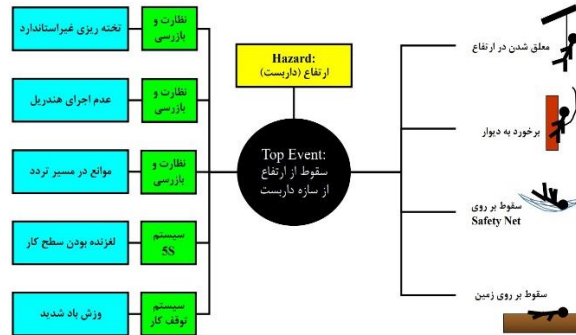 Hazard:
ارتفاع (داربست)
Top Event:
سقوط از ارتفاع
از سازه داربست
تخته ریزی غیراستاندارد
نظارت و
بازرسی
عدم اجرای هندریل
نظارت و
بازرسی
موانع در مسیر تردد
نظارت و
بازرسی
لغزنده بودن سطح کار
سیستم
5S
وزش باد شدید
سیستم
توقف کار
معلق شدن در ارتفاع
برخورد به دیوار
سقوط بر روی
Safety Net
سقوط بر روی زمین